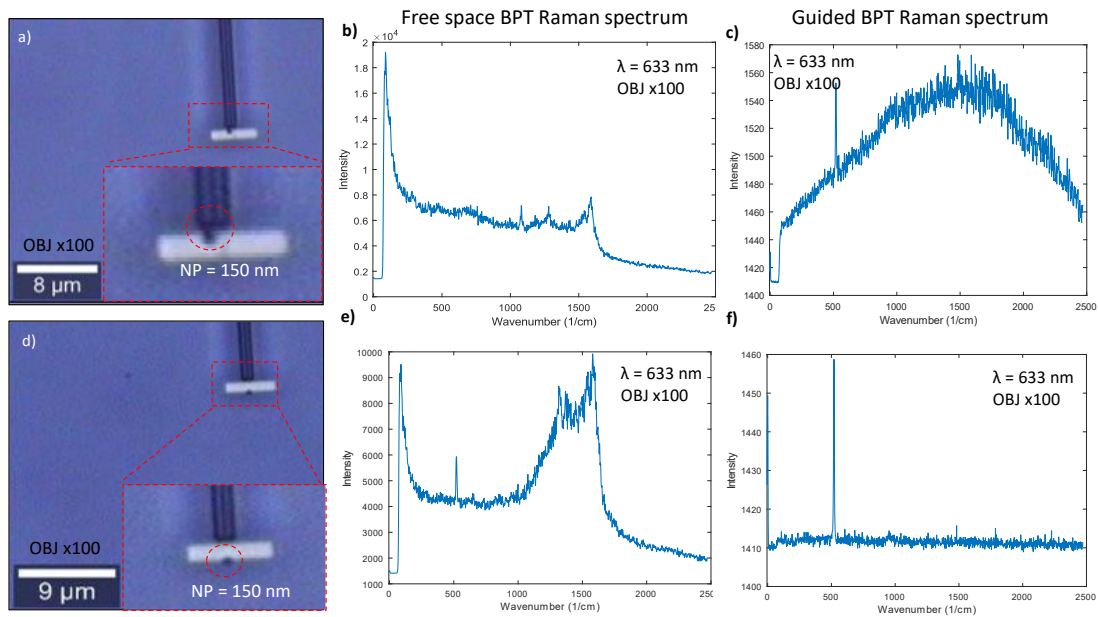 Free space BPT Raman spectrum
Guided BPT Raman spectrum
a)
OBJ x100
8 µm
NP = 150 nm
b)
×10⁴
2
1.8
1.6
1.4
1.2
1
0.8
0.6
0.4
0.2
0
Intensity
λ = 633 nm
OBJ x100
0
500
1000
1500
2000
2500
Wavenumber (1/cm)
c)
1580
1560
1540
1520
1500
1480
1460
1440
1420
1400
Intensity
λ = 633 nm
OBJ x100
0
500
1000
1500
2000
2500
Wavenumber (1/cm)
d)
OBJ x100
9 µm
NP = 150 nm
e)
10000
9000
8000
7000
6000
5000
4000
3000
2000
1000
Intensity
λ = 633 nm
OBJ x100
0
500
1000
1500
2000
2500
Wavenumber (1/cm)
f)
1460
1450
1440
1430
1420
1410
1400
Intensity
λ = 633 nm
OBJ x100
0
500
1000
1500
2000
2500
Wavenumber (1/cm)